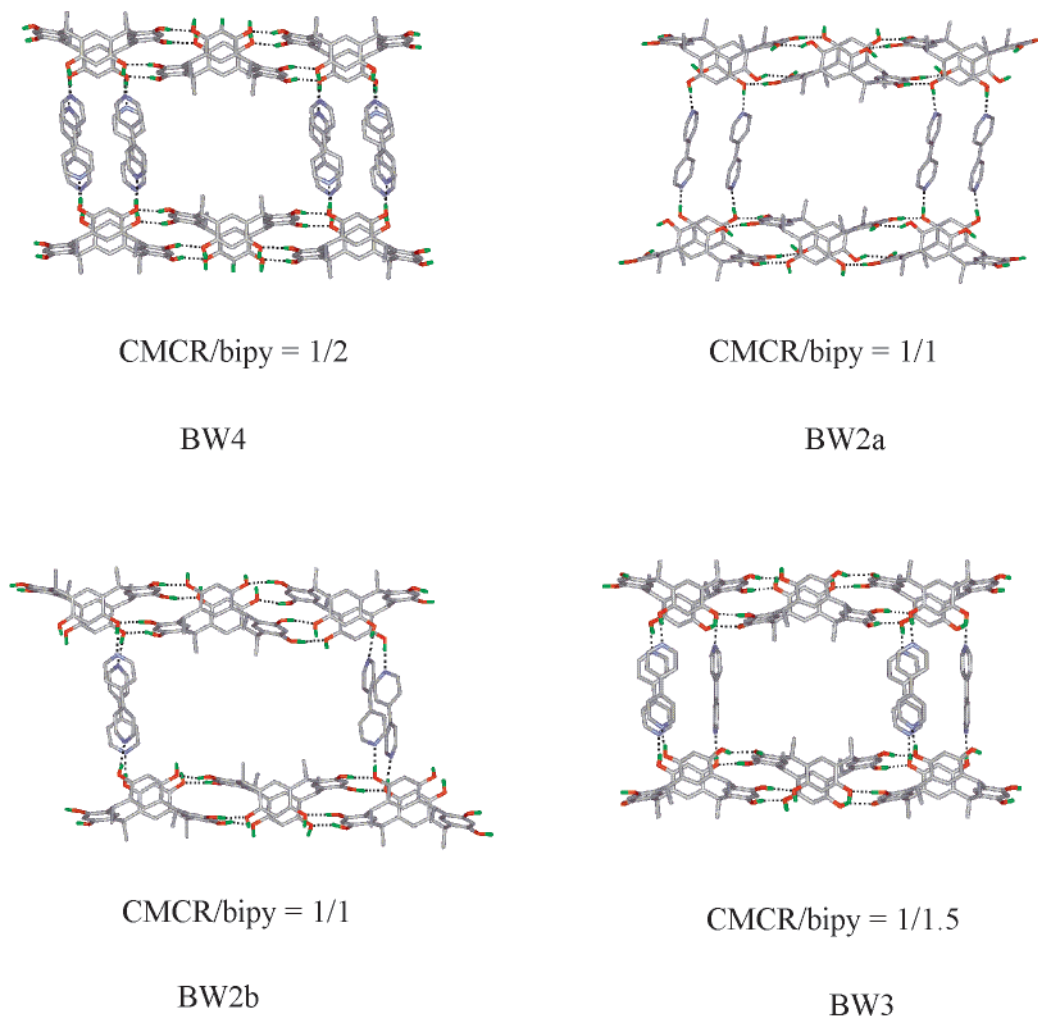 CMCR/bipy = 1/2
CMCR/bipy = 1/1
BW4
BW2a
CMCR/bipy = 1/1
CMCR/bipy = 1/1.5
BW2b
BW3